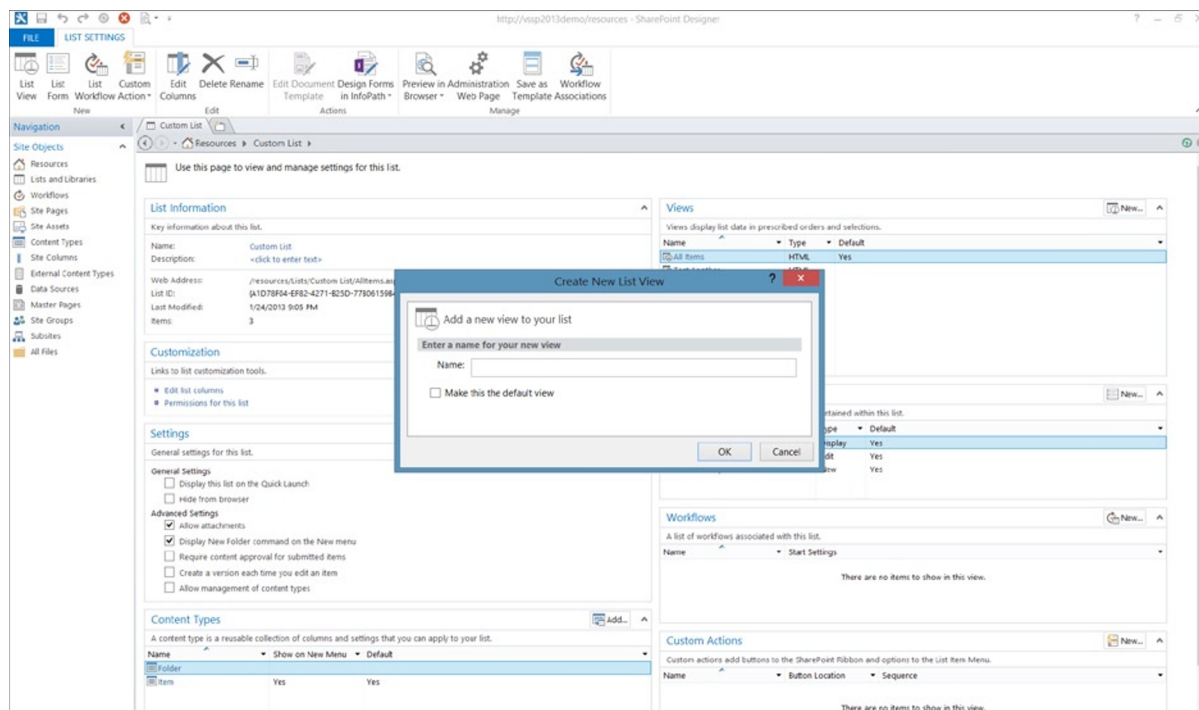 http://vssp2013demo/resources - SharePoint Designer
FILE LIST SETTINGS
List View
List Form
List Workflow
Custom Action
New
Edit Columns
Delete
Rename
Edit
Edit Document Template
Design Forms in InfoPath
Actions
Preview in Browser
Administration Web Page
Save as Template
Workflow Associations
Manage
Navigation
Custom List
Site Objects
Resources
Lists and Libraries
Workflows
Site Pages
Site Assets
Content Types
Site Columns
External Content Types
Data Sources
Master Pages
Site Groups
Subsites
All Files
Resources Custom List
Use this page to view and manage settings for this list.
List Information
Key information about this list.
Name: Custom List
Description: <click to enter text>
Web Address: /resources/Lists/Custom List/AllItems.as
List ID: {A1D78F04-EF82-4271-B25D-77B0615984
Last Modified: 1/24/2013 9:05 PM
Items: 3
Customization
Links to list customization tools.
Edit list columns
Permissions for this list
Settings
General settings for this list.
General Settings
Display this list on the Quick Launch
Hide from browser
Advanced Settings
Allow attachments
Display New Folder command on the New menu
Require content approval for submitted items
Create a version each time you edit an item
Allow management of content types
Content Types Add...
A content type is a reusable collection of columns and settings that you can apply to your list.
Name Show on New Menu Default
Folder
Item Yes Yes
Views New...
Views display list data in prescribed orders and selections.
Name Type Default
All Items HTML Yes
Create New List View ?
Add a new view to your list
Enter a name for your new view
Name:
Make this the default view
OK Cancel
New...
tained within this list.
ype Default
isplay Yes
dit Yes
ew Yes
Workflows New...
A list of workflows associated with this list.
Name Start Settings
There are no items to show in this view.
Custom Actions New...
Custom actions add buttons to the SharePoint Ribbon and options to the List Item Menu.
Name Button Location Sequence
There are no items to show in this view.